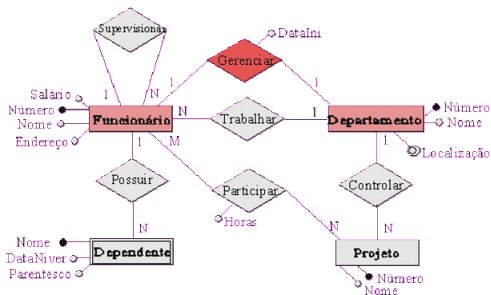 Supervisionar
DataIni
Gerenciar
1
N
1
1
Salário
Número
Nome
Endereço
Funcionário
N
Trabalhar
1
Departamento
Número
Nome
Localização
1
M
1
Possuir
Participar
Horas
Controlar
N
N
N
Nome
DataNiver
Parentesco
Dependente
Projeto
Número
Nome